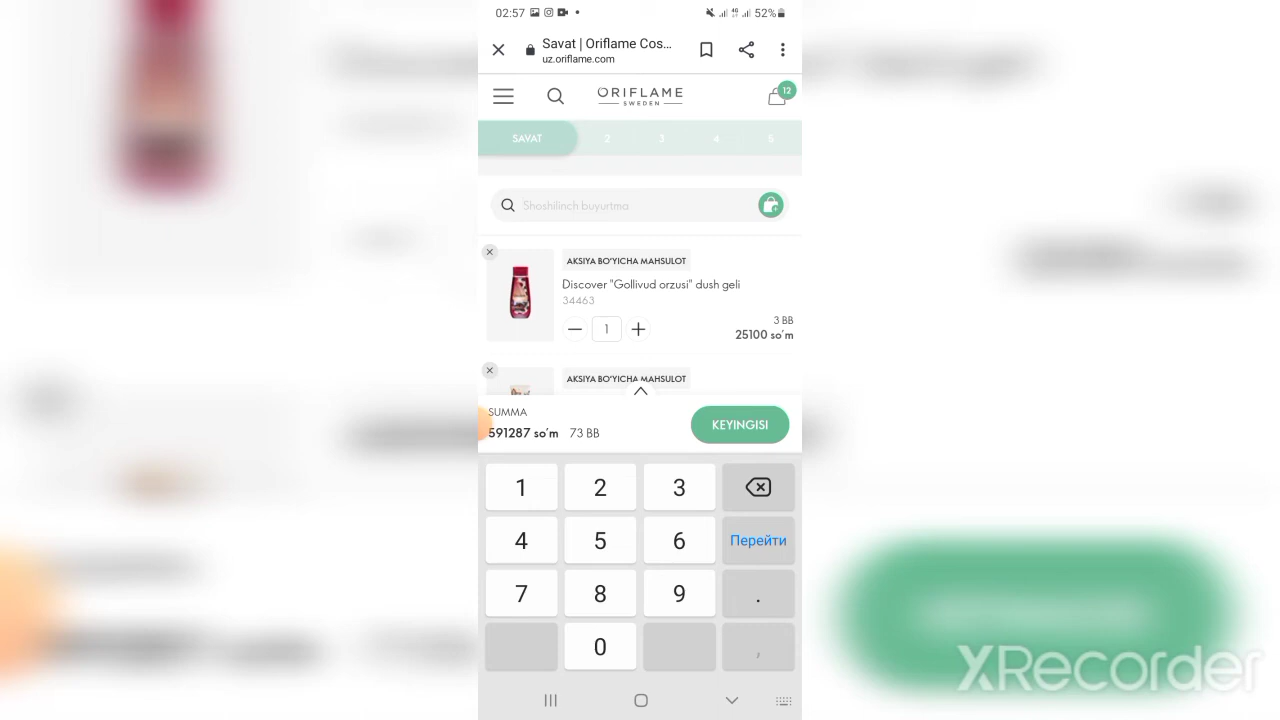 02:57 52%
Savat | Oriflame Cos...
uz.oriflame.com
ORIFLAME
SWEDEN
12
SAVAT 2 3 4 5
Shoshilinch buyurtma
AKSIYA BO'YICHA MAHSULOT
Discover "Gollivud orzusi" dush geli
34463
1
3 BB
25100 so'm
AKSIYA BO'YICHA MAHSULOT
SUMMA
591287 so'm 73 BB
KEYINGISI
1 2 3
4 5 6 Перейти
7 8 9 .
0 ,
XRecorder